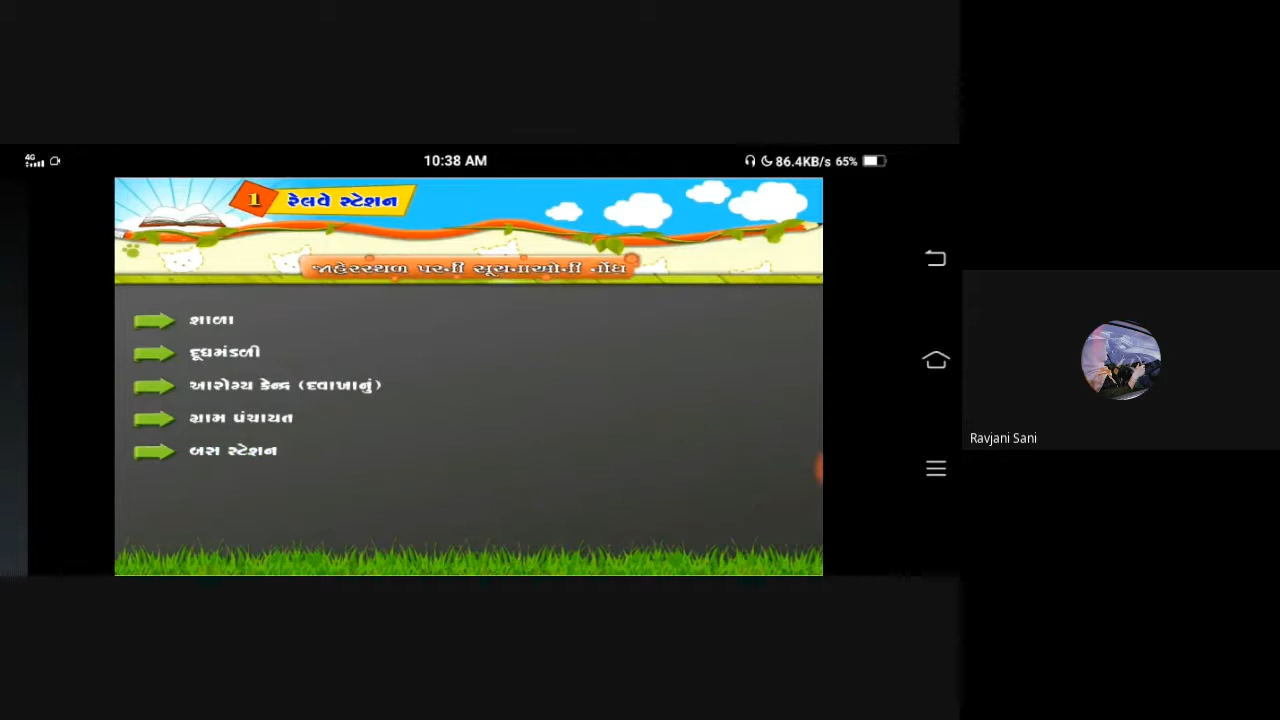 4G
10:38 AM
86.4KB/s 65%
1 રેલવે સ્ટેશન
જાહેરસ્થળ પરની સૂચનાઓની નોંધ
શાળા
દૂધમંડળી
આરોગ્ય કેન્દ્ર (દવાખાનું)
ગ્રામ પંચાયત
બસ સ્ટેશન
Ravjani Sani